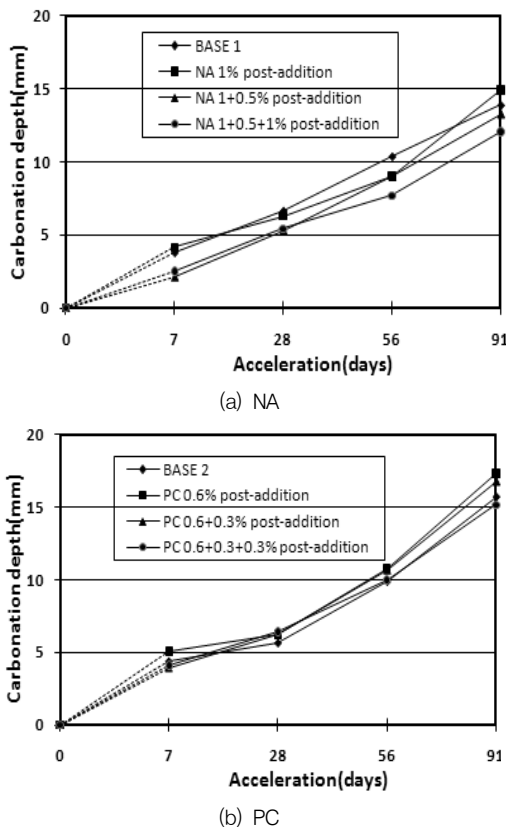 20
15
10
5
0
Carbonation depth(mm)
BASE 1
NA 1% post-addition
NA 1+0.5% post-addition
NA 1+0.5+1% post-addition
0 7 28 56 91
Acceleration(days)
(a) NA
20
15
10
5
0
Carbonation depth(mm)
BASE 2
PC 0.6% post-addition
PC 0.6+0.3% post-addition
PC 0.6+0.3+0.3% post-addition
0 7 28 56 91
Acceleration(days)
(b) PC